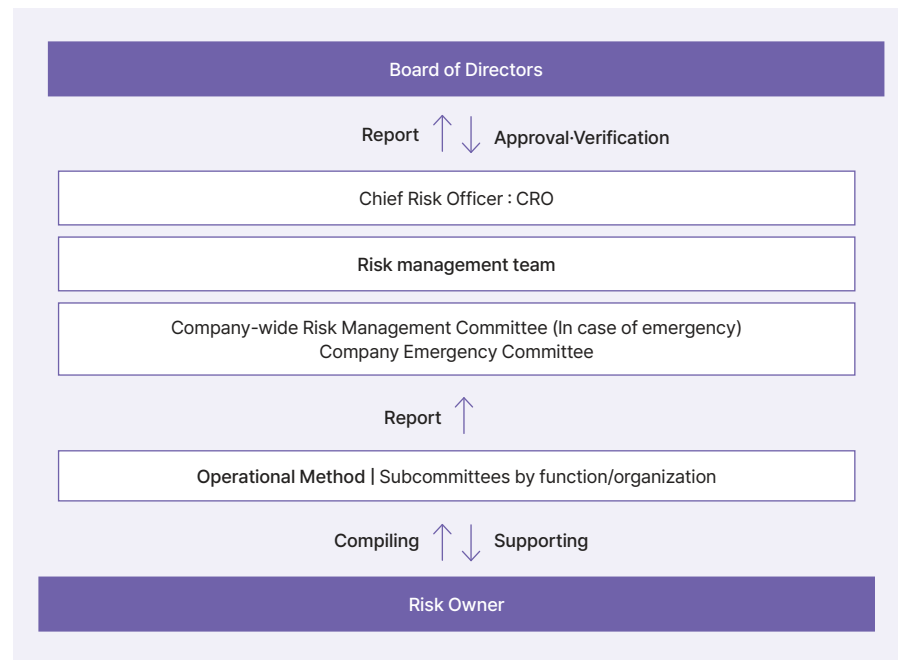 Board of Directors
Report
Approval·Verification
Chief Risk Officer : CRO
Risk management team
Company-wide Risk Management Committee (In case of emergency)
Company Emergency Committee
Report
Operational Method | Subcommittees by function/organization
Compiling
Supporting
Risk Owner